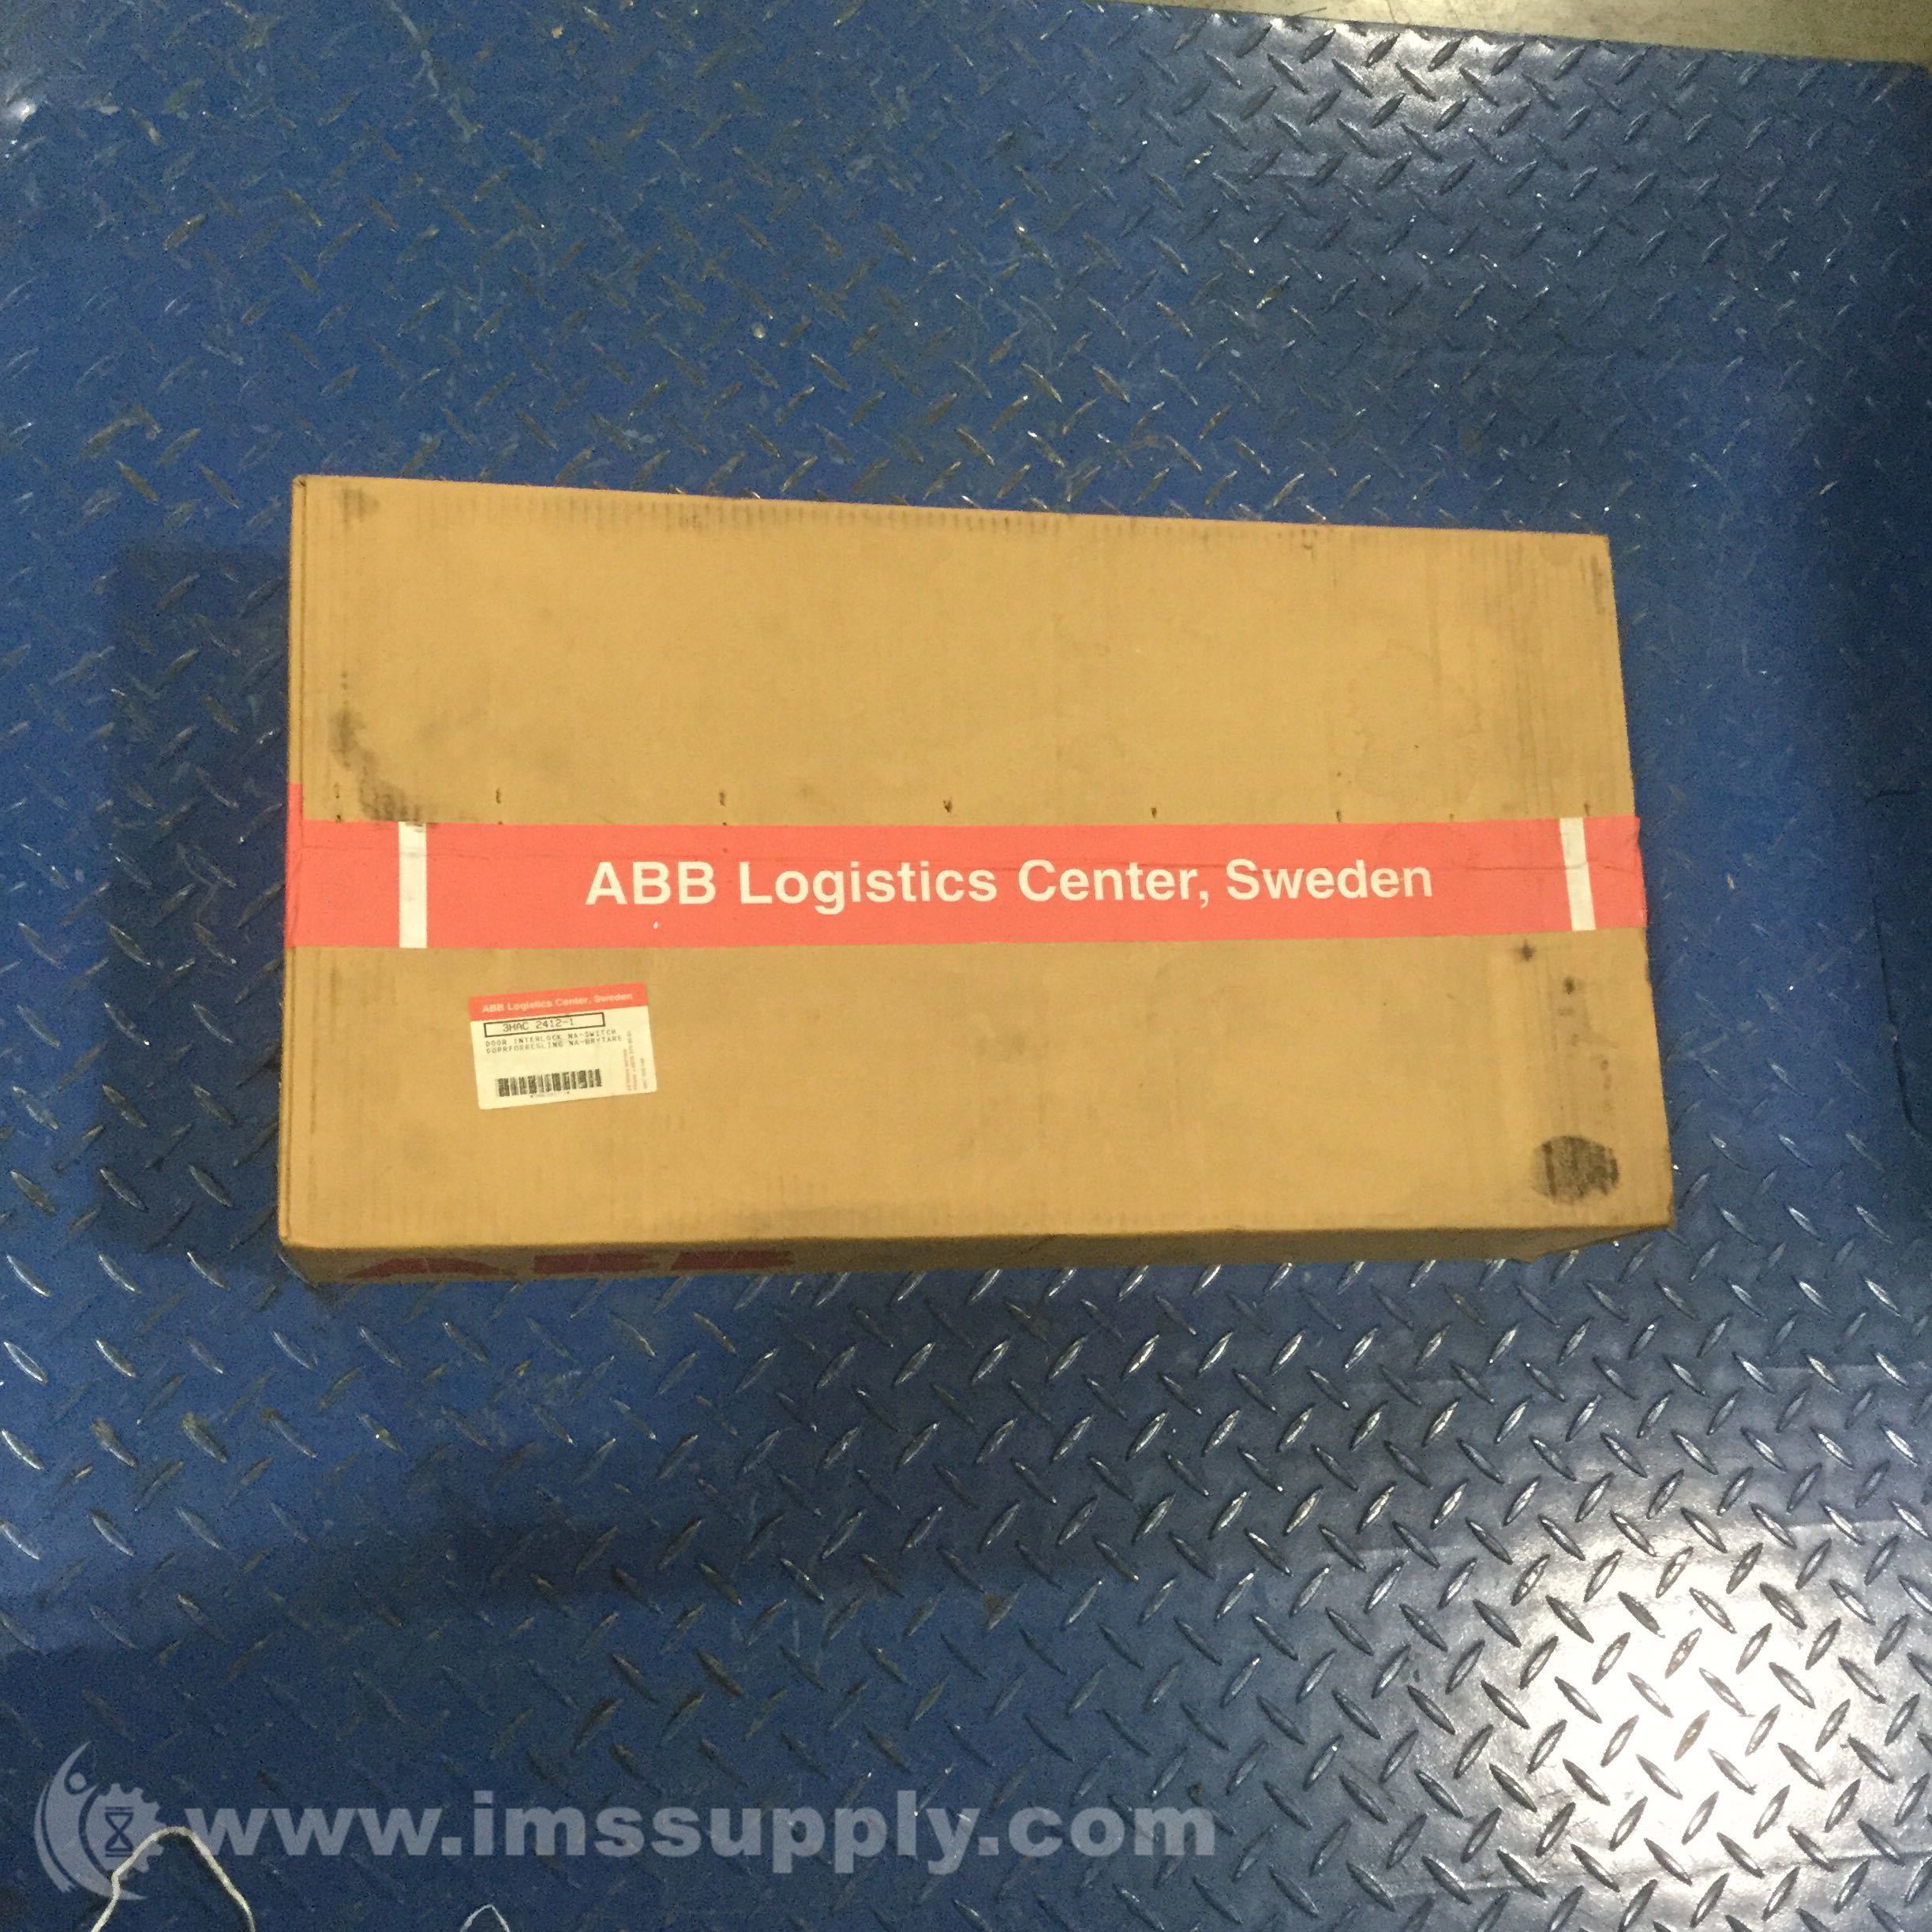 ABB Logistics Center, Sweden
ABB Logistics Center, Sweden
3HAC 2412-1
DOOR INTERLOCK NA-SWITCH
DÖRRFÖRREGLING NA-BRYTARE
ABB
www.imssupply.com